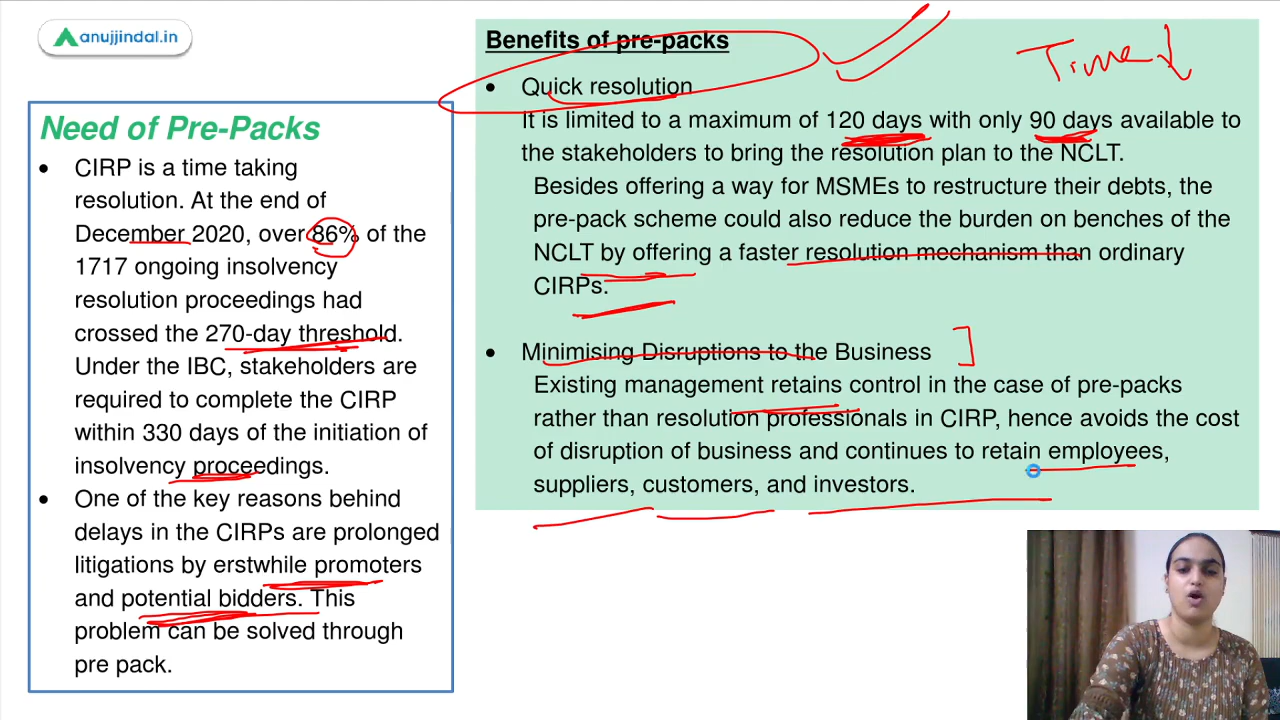 anujjindal.in
Need of Pre-Packs
• CIRP is a time taking
resolution. At the end of
December 2020, over 86% of the
1717 ongoing insolvency
resolution proceedings had
crossed the 270-day threshold.
Under the IBC, stakeholders are
required to complete the CIRP
within 330 days of the initiation of
insolvency proceedings.
• One of the key reasons behind
delays in the CIRPs are prolonged
litigations by erstwhile promoters
and potential bidders. This
problem can be solved through
pre pack.
Benefits of pre-packs
Time
• Quick resolution
It is limited to a maximum of 120 days with only 90 days available to
the stakeholders to bring the resolution plan to the NCLT.
Besides offering a way for MSMEs to restructure their debts, the
pre-pack scheme could also reduce the burden on benches of the
NCLT by offering a faster resolution mechanism than ordinary
CIRPs.
• Minimising Disruptions to the Business
Existing management retains control in the case of pre-packs
rather than resolution professionals in CIRP, hence avoids the cost
of disruption of business and continues to retain employees,
suppliers, customers, and investors.